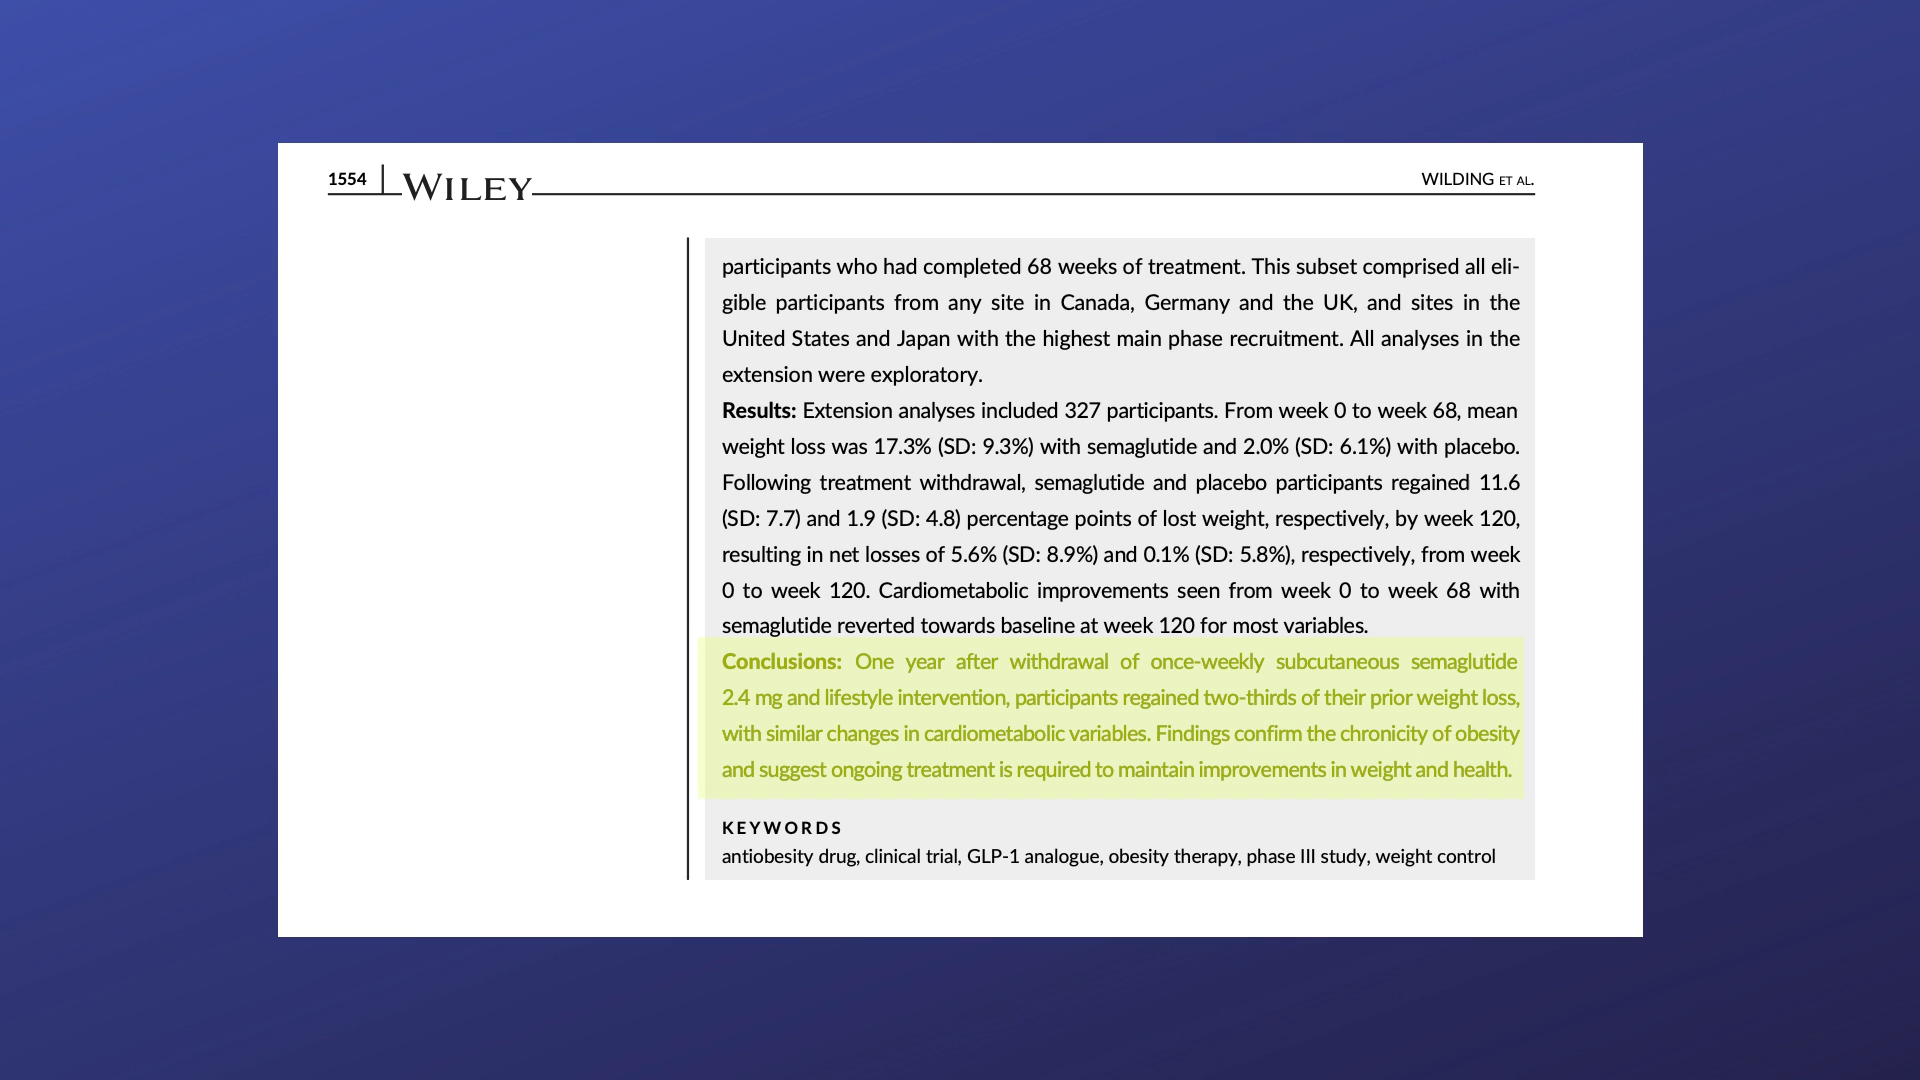 1554
WILEY
WILDING ET AL.
participants who had completed 68 weeks of treatment. This subset comprised all eli-
gible participants from any site in Canada, Germany and the UK, and sites in the
United States and Japan with the highest main phase recruitment. All analyses in the
extension were exploratory.
Results: Extension analyses included 327 participants. From week 0 to week 68, mean
weight loss was 17.3% (SD: 9.3%) with semaglutide and 2.0% (SD: 6.1%) with placebo.
Following treatment withdrawal, semaglutide and placebo participants regained 11.6
(SD: 7.7) and 1.9 (SD: 4.8) percentage points of lost weight, respectively, by week 120,
resulting in net losses of 5.6% (SD: 8.9%) and 0.1% (SD: 5.8%), respectively, from week
0 to week 120. Cardiometabolic improvements seen from week 0 to week 68 with
semaglutide reverted towards baseline at week 120 for most variables.
Conclusions: One year after withdrawal of once-weekly subcutaneous semaglutide
2.4 mg and lifestyle intervention, participants regained two-thirds of their prior weight loss,
with similar changes in cardiometabolic variables. Findings confirm the chronicity of obesity
and suggest ongoing treatment is required to maintain improvements in weight and health.
KEYWORDS
antiobesity drug, clinical trial, GLP-1 analogue, obesity therapy, phase III study, weight control